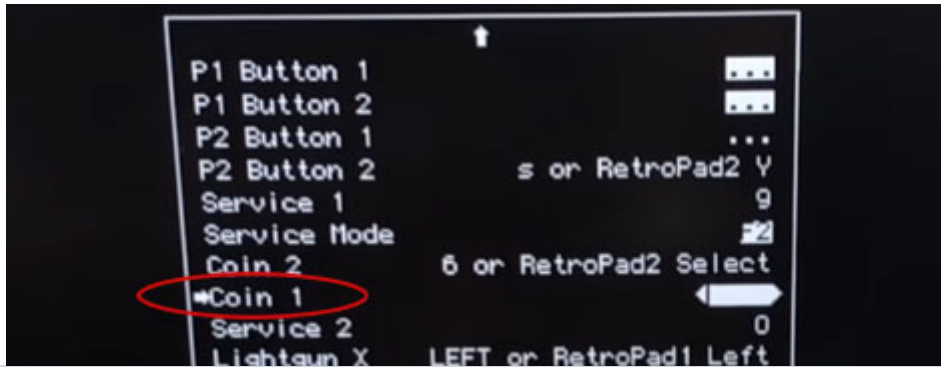 P1 Button 1 ...
P1 Button 2 ...
P2 Button 1 ...
P2 Button 2 s or RetroPad2 Y
Service 1 9
Service Mode F2
Coin 2 6 or RetroPad2 Select
Coin 1
Service 2 0
Lightgun X LEFT or RetroPad1 Left